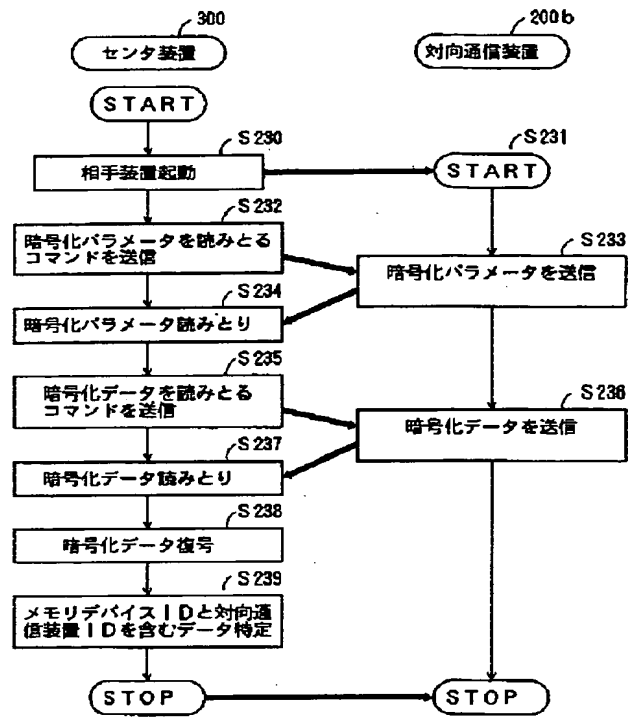 300
センタ装置
200b
対向通信装置
START
S230
相手装置起動
S231
START
S232
暗号化パラメータを読みとる
コマンドを送信
S233
暗号化パラメータを送信
S234
暗号化パラメータ読みとり
S235
暗号化データを読みとる
コマンドを送信
S236
暗号化データを送信
S237
暗号化データ読みとり
S238
暗号化データ復号
S239
メモリデバイスIDと対向通
信装置IDを含むデータ特定
STOP
STOP